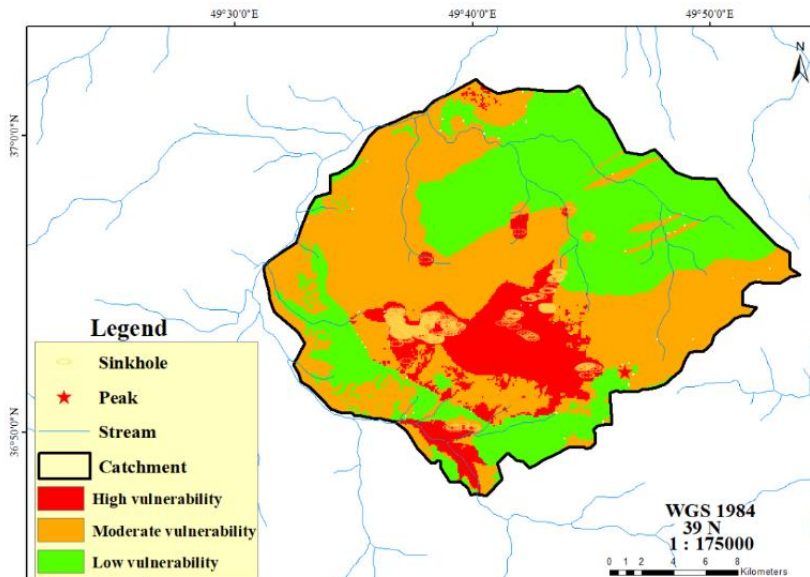 49°30'0"E
49°40'0"E
49°50'0"E
N
37°0'0"N
36°50'0"N
Legend
Sinkhole
Peak
Stream
Catchment
High vulnerability
Moderate vulnerability
Low vulnerability
WGS 1984
39 N
1 : 175000
0 1 2 4 6 8
Kilometers